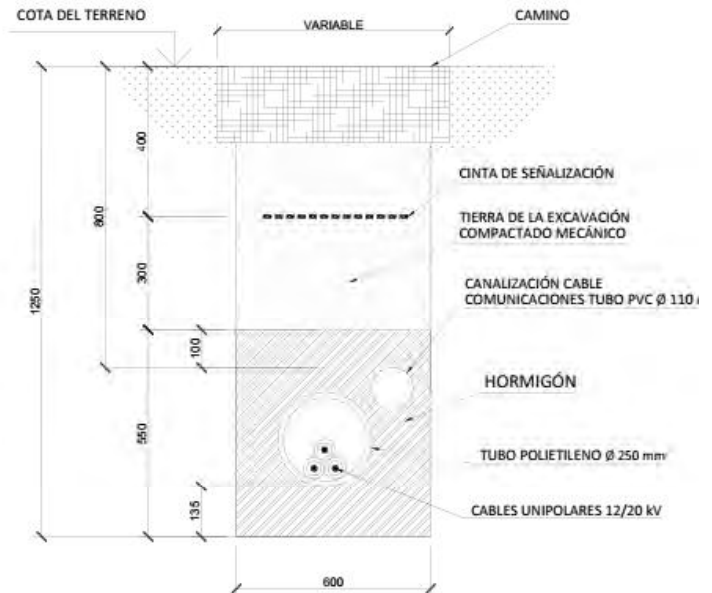 COTA DEL TERRENO
VARIABLE
CAMINO
400
800
CINTA DE SEÑALIZACIÓN
TIERRA DE LA EXCAVACIÓN
COMPACTADO MECÁNICO
300
1250
CANALIZACIÓN CABLE
COMUNICACIONES TUBO PVC Ø 110
100
HORMIGÓN
550
TUBO POLIETILENO Ø 250 mm
135
CABLES UNIPOLARES 12/20 kV
600